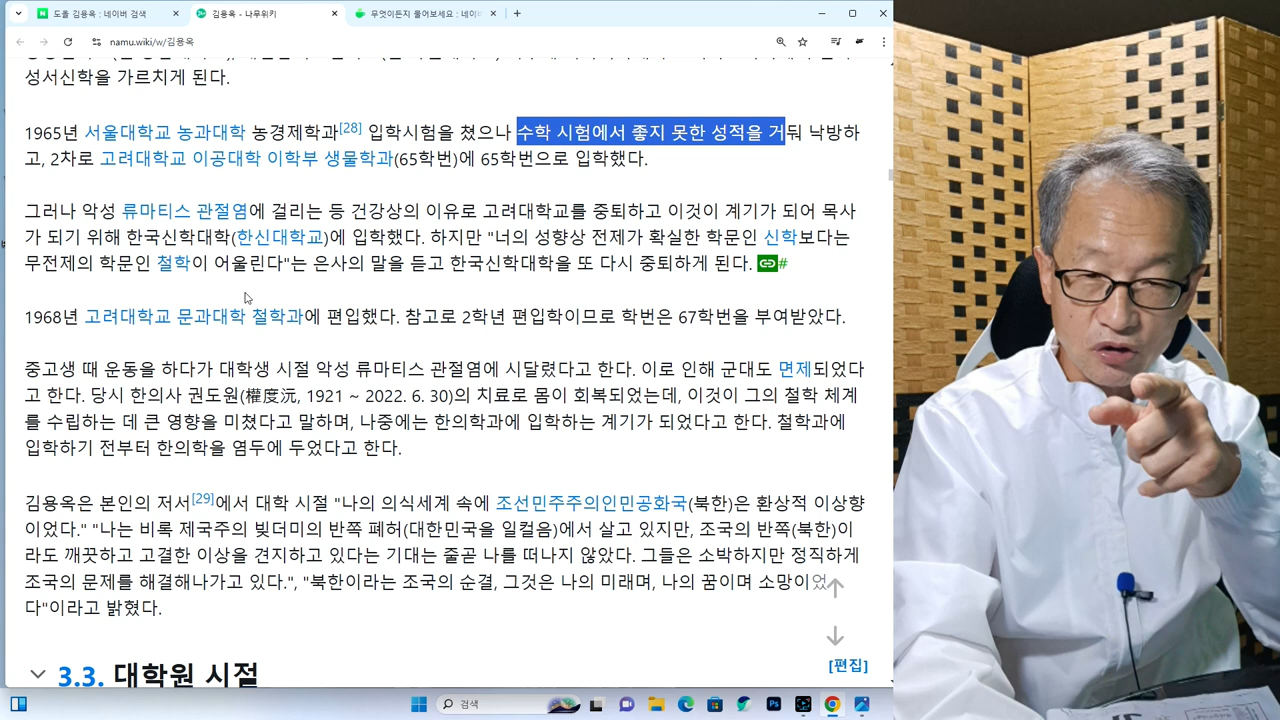 도올 김용옥 : 네이버 검색
김용옥 - 나무위키
무엇이든지 물어보세요 : 네이버
namu.wiki/w/김용옥
성서신학을 가르치게 된다.
1965년 서울대학교 농과대학 농경제학과[28] 입학시험을 쳤으나 수학 시험에서 좋지 못한 성적을 거둬 낙방하
고, 2차로 고려대학교 이공대학 이학부 생물학과(65학번)에 65학번으로 입학했다.
그러나 악성 류마티스 관절염에 걸리는 등 건강상의 이유로 고려대학교를 중퇴하고 이것이 계기가 되어 목사
가 되기 위해 한국신학대학(한신대학교)에 입학했다. 하지만 "너의 성향상 전제가 확실한 학문인 신학보다는
무전제의 학문인 철학이 어울린다"는 은사의 말을 듣고 한국신학대학을 또 다시 중퇴하게 된다. #
1968년 고려대학교 문과대학 철학과에 편입했다. 참고로 2학년 편입학이므로 학번은 67학번을 부여받았다.
중고생 때 운동을 하다가 대학생 시절 악성 류마티스 관절염에 시달렸다고 한다. 이로 인해 군대도 면제되었다
고 한다. 당시 한의사 권도원(權度沅, 1921 ~ 2022. 6. 30)의 치료로 몸이 회복되었는데, 이것이 그의 철학 체계
를 수립하는 데 큰 영향을 미쳤다고 말하며, 나중에는 한의학과에 입학하는 계기가 되었다고 한다. 철학과에
입학하기 전부터 한의학을 염두에 두었다고 한다.
김용옥은 본인의 저서[29]에서 대학 시절 "나의 의식세계 속에 조선민주주의인민공화국(북한)은 환상적 이상향
이었다." "나는 비록 제국주의 빚더미의 반쪽 폐허(대한민국을 일컬음)에서 살고 있지만, 조국의 반쪽(북한)이
라도 깨끗하고 고결한 이상을 견지하고 있다는 기대는 줄곧 나를 떠나지 않았다. 그들은 소박하지만 정직하게
조국의 문제를 해결해나가고 있다.", "북한이라는 조국의 순결, 그것은 나의 미래며, 나의 꿈이며 소망이었
다"이라고 밝혔다.
[편집]
3.3. 대학원 시절
검색